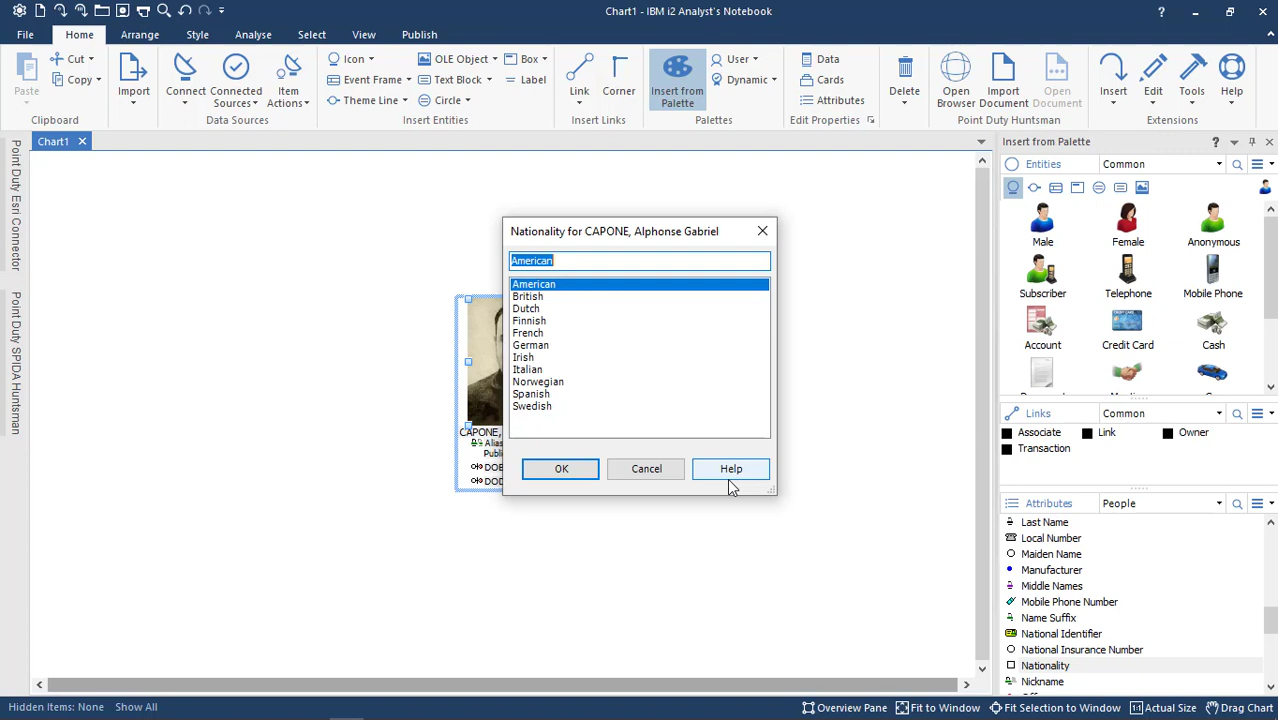 Chart1 - IBM i2 Analyst's Notebook
?
File Home Arrange Style Analyse Select View Publish
Paste
Cut
Copy
Clipboard
Import
Connect
Connected Sources
Item Actions
Data Sources
Icon
Event Frame
Theme Line
OLE Object
Text Block
Circle
Box
Label
Insert Entities
Link
Corner
Insert Links
Insert from Palette
User
Dynamic
Palettes
Data
Cards
Attributes
Edit Properties
Delete
Open Browser
Import Document
Open Document
Point Duty Huntsman
Insert
Edit
Tools
Help
Extensions
Chart1
Point Duty Esri Connector
Point Duty SPIDA Huntsman
CAPONE,
Alias
Publi
DOB
DOD
Nationality for CAPONE, Alphonse Gabriel
American
American
British
Dutch
Finnish
French
German
Irish
Italian
Norwegian
Spanish
Swedish
OK Cancel Help
Insert from Palette ?
Entities Common
Male Female Anonymous
Subscriber Telephone Mobile Phone
Account Credit Card Cash
Links Common
Associate Link Owner
Transaction
Attributes People
Last Name
Local Number
Maiden Name
Manufacturer
Middle Names
Mobile Phone Number
Name Suffix
National Identifier
National Insurance Number
Nationality
Nickname
Hidden Items: None Show All
Overview Pane Fit to Window Fit Selection to Window 1:1 Actual Size Drag Chart